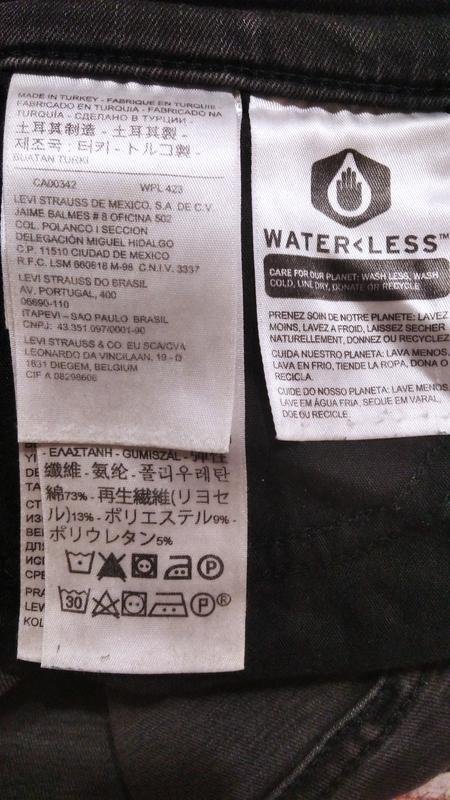 MADE IN TURKEY - FABRIQUE EN TURQUIE -
FABRICADO EN TURQUIA - FABRICADO NA
TURQUÍA - СДЕЛАНО В ТУРЦИИ -
土耳其制造 - 土耳其製 -
제조국 : 터키 - トルコ製 -
BUATAN TURKI
CA00342 WPL 423
LEVI STRAUSS DE MEXICO, S.A. DE C.V.
JAIME BALMES # 8 OFICINA 502
COL. POLANCO I SECCION
DELEGACIÓN MIGUEL HIDALGO
C.P. 11510 CIUDAD DE MEXICO
R.F.C. LSM 660618 M-98 C.N.I.V. 3337
LEVI STRAUSS DO BRASIL
AV. PORTUGAL, 400
06690-110
ITAPEVI – SAO PAULO BRASIL
CNPJ: 43.351.097/0001-90
LEVI STRAUSS & CO EU SCA/CVA
LEONARDO DA VINCILAAN, 19 - D
1831 DIEGEM, BELGIUM
CIF A 08298606
ΕΛΑΣΤΑΝΗ - GUMISZAL - 弹性
纖維 - 氨纶 - 폴리우레탄
綿73% - 再生繊維(リヨセ
ル)13% - ポリエステル9% -
ポリウレタン5%
P
30 P®
WATER<LESS™
CARE FOR OUR PLANET: WASH LESS, WASH
COLD, LINE DRY, DONATE OR RECYCLE
PRENEZ SOIN DE NOTRE PLANETE: LAVEZ
MOINS, LAVEZ A FROID, LAISSEZ SECHER
NATURELLEMENT, DONNEZ OU RECYCLEZ
CUIDA NUESTRO PLANETA: LAVA MENOS,
LAVA EN FRIO, TIENDE LA ROPA, DONA O
RECICLA.
CUIDE DO NOSSO PLANETA: LAVE MENOS,
LAVE EM ÁGUA FRIA, SEQUE EM VARAL,
DOE OU RECICLE